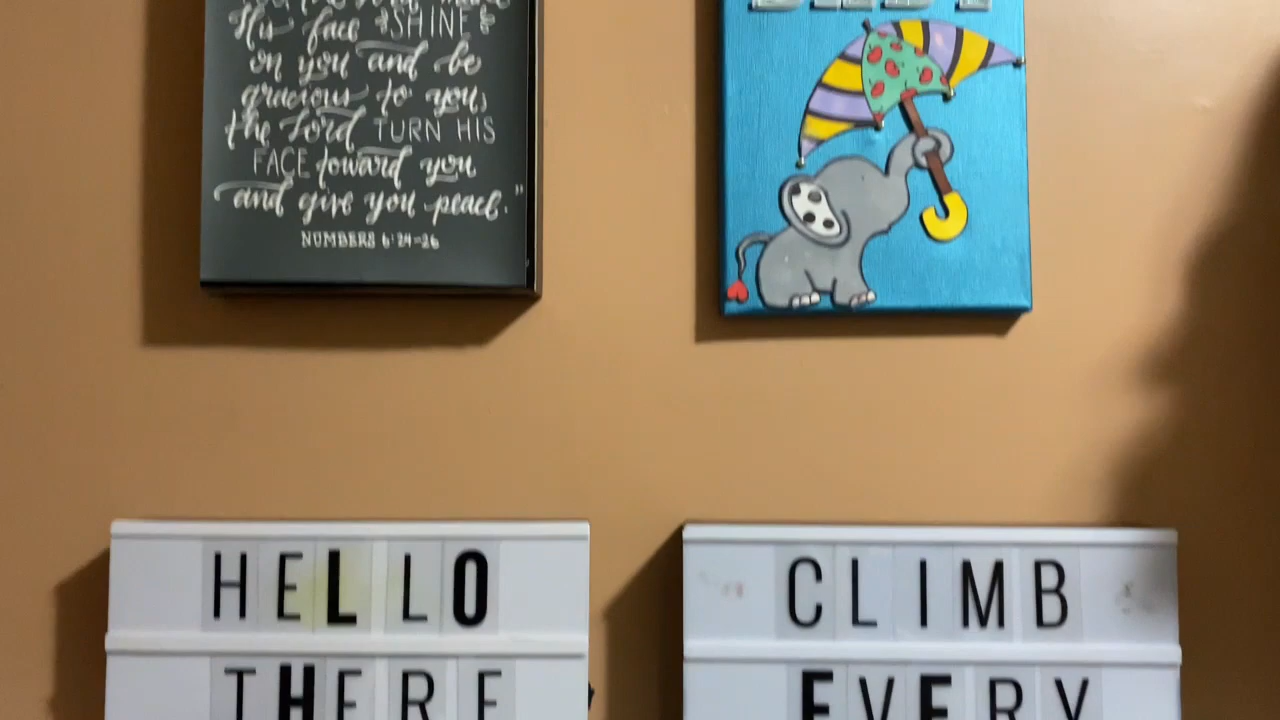 His face SHINE
on you and be
gracious to you,
the Lord TURN HIS
FACE toward you
and give you peace."
NUMBERS 6:24-26
HELLO
THERE
CLIMB
EVERY